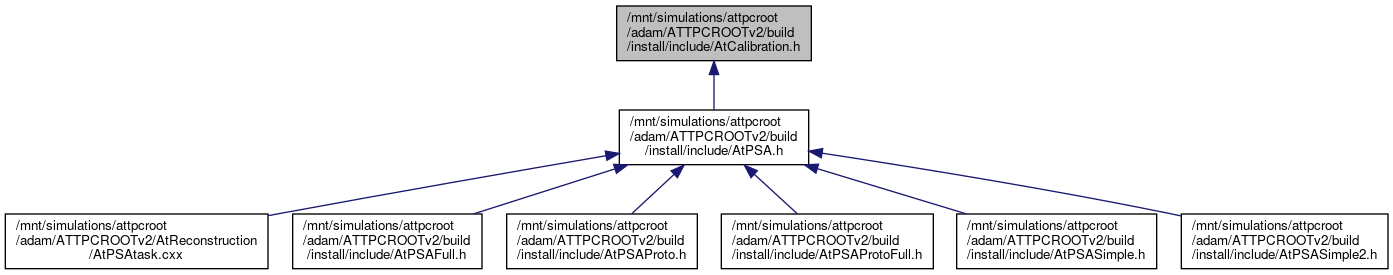 /mnt/simulations/attpcroot
/adam/ATTPCROOTv2/build
/install/include/AtCalibration.h
/mnt/simulations/attpcroot
/adam/ATTPCROOTv2/build
/install/include/AtPSA.h
/mnt/simulations/attpcroot
/adam/ATTPCROOTv2/AtReconstruction
/AtPSAtask.cxx
/mnt/simulations/attpcroot
/adam/ATTPCROOTv2/build
/install/include/AtPSAFull.h
/mnt/simulations/attpcroot
/adam/ATTPCROOTv2/build
/install/include/AtPSAProto.h
/mnt/simulations/attpcroot
/adam/ATTPCROOTv2/build
/install/include/AtPSAProtoFull.h
/mnt/simulations/attpcroot
/adam/ATTPCROOTv2/build
/install/include/AtPSASimple.h
/mnt/simulations/attpcroot
/adam/ATTPCROOTv2/build
/install/include/AtPSASimple2.h